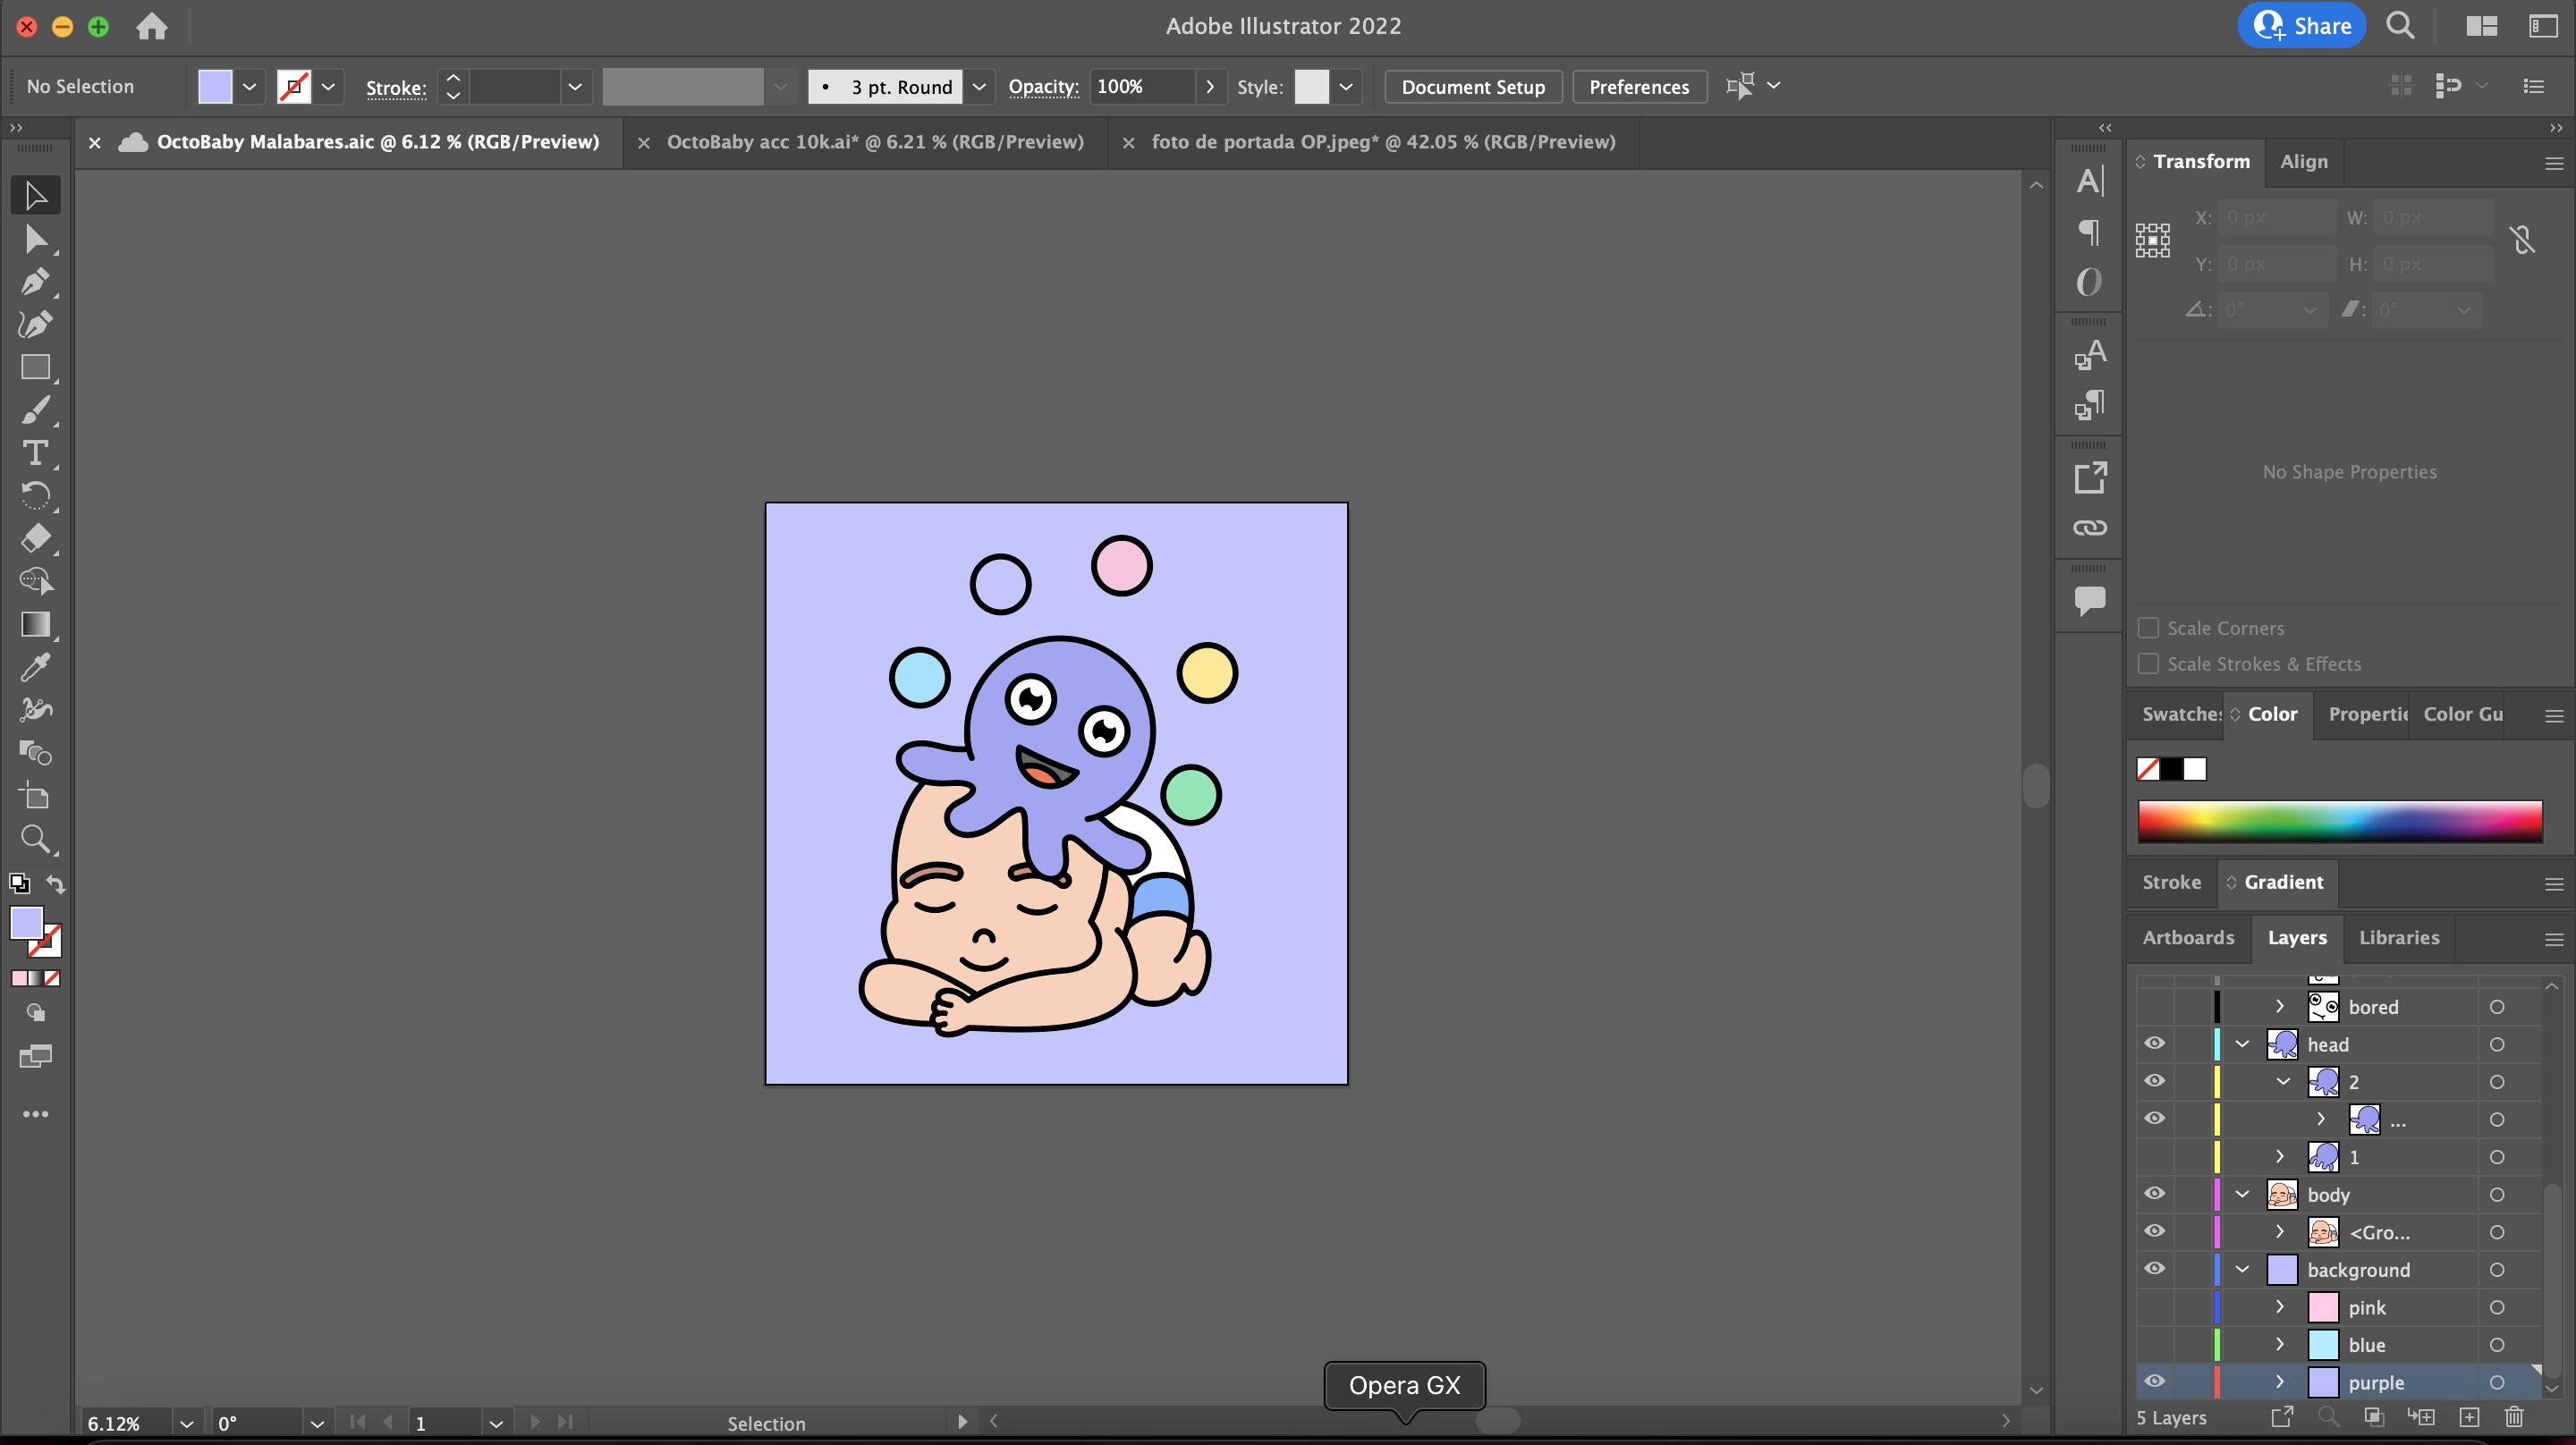 Adobe Illustrator 2022
Share
No Selection
Stroke:
3 pt. Round
Opacity:
100%
Style:
Document Setup
Preferences
OctoBaby Malabares.aic @ 6.12 % (RGB/Preview)
OctoBaby acc 10k.ai* @ 6.21 % (RGB/Preview)
foto de portada OP.jpeg* @ 42.05 % (RGB/Preview)
Transform
Align
X: 0 px
W: 0 px
Y: 0 px
H: 0 px
0°
0°
No Shape Properties
Scale Corners
Scale Strokes & Effects
Swatches
Color
Propertie
Color Gu
Stroke
Gradient
Artboards
Layers
Libraries
bored
head
2
...
1
body
<Gro...
background
pink
blue
purple
5 Layers
Opera GX
6.12%
0°
1
Selection